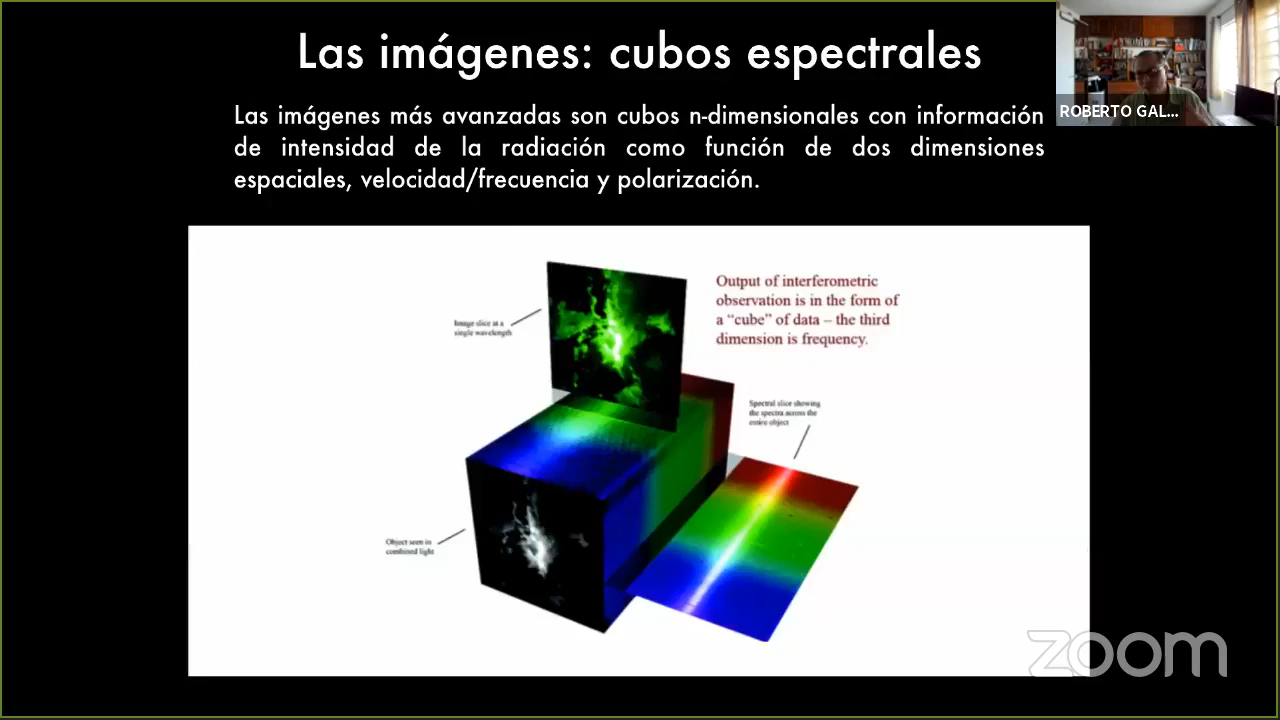 Las imágenes: cubos espectrales
ROBERTO GAL...
Las imágenes más avanzadas son cubos n-dimensionales con información
de intensidad de la radiación como función de dos dimensiones
espaciales, velocidad/frecuencia y polarización.
Output of interferometric
observation is in the form of
a “cube” of data – the third
dimension is frequency.
Image slice at a
single wavelength
Spectral slice showing
the spectra across the
entire object
Object seen in
combined light
zoom